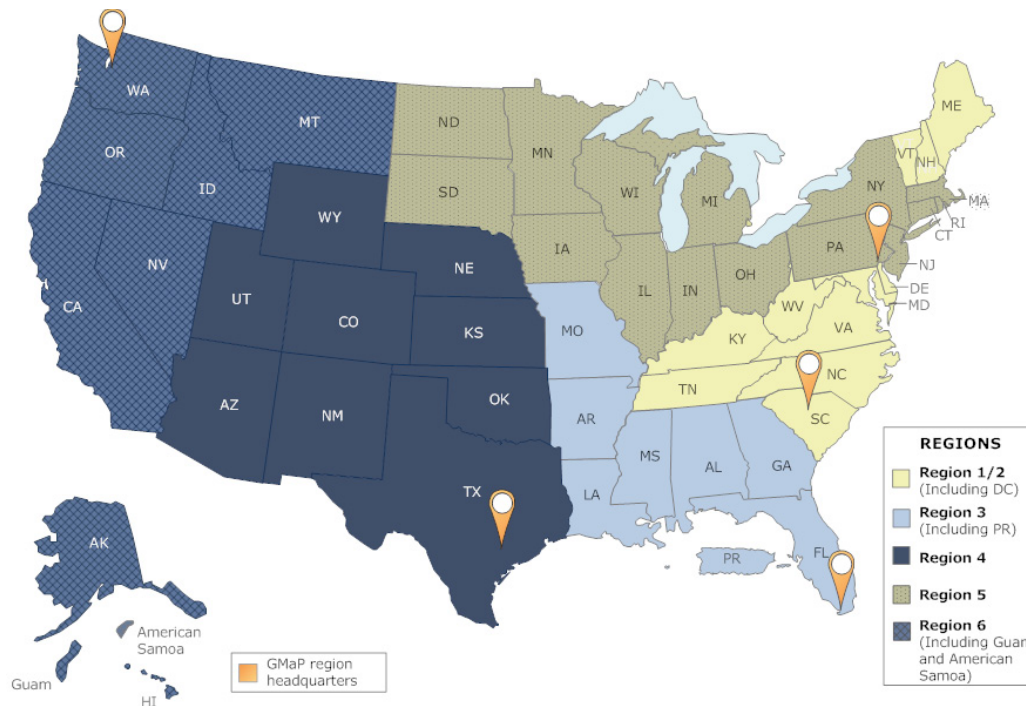 WA
MT
ND
MN
ME
OR
ID
VT
NH
WY
SD
WI
MI
NY
MA
RI
CT
NV
NE
IA
PA
NJ
CA
UT
CO
KS
IL
IN
OH
DE
MD
WV
VA
MO
KY
AZ
NM
OK
AR
TN
NC
SC
TX
LA
MS
AL
GA
FL
PR
AK
American
Samoa
Guam
HI
GMaP region
headquarters
REGIONS
Region 1/2
(Including DC)
Region 3
(Including PR)
Region 4
Region 5
Region 6
(Including Guam
and American
Samoa)